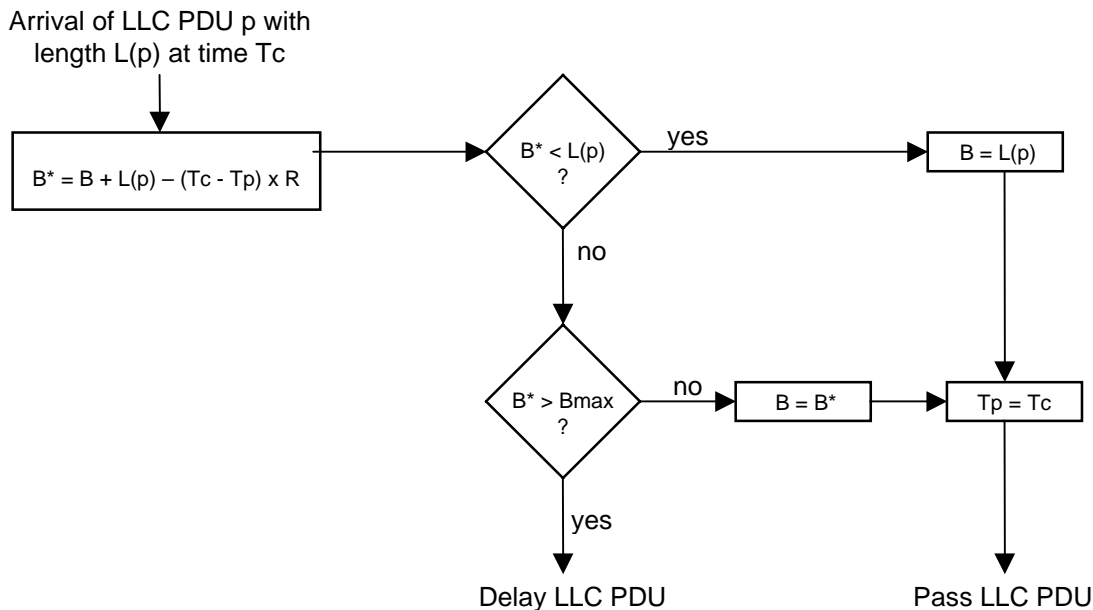 Arrival of LLC PDU p with
length L(p) at time Tc
B* = B + L(p) – (Tc - Tp) x R
B* < L(p)
?
yes
B = L(p)
no
B* > Bmax
?
no
B = B*
Tp = Tc
yes
Delay LLC PDU
Pass LLC PDU